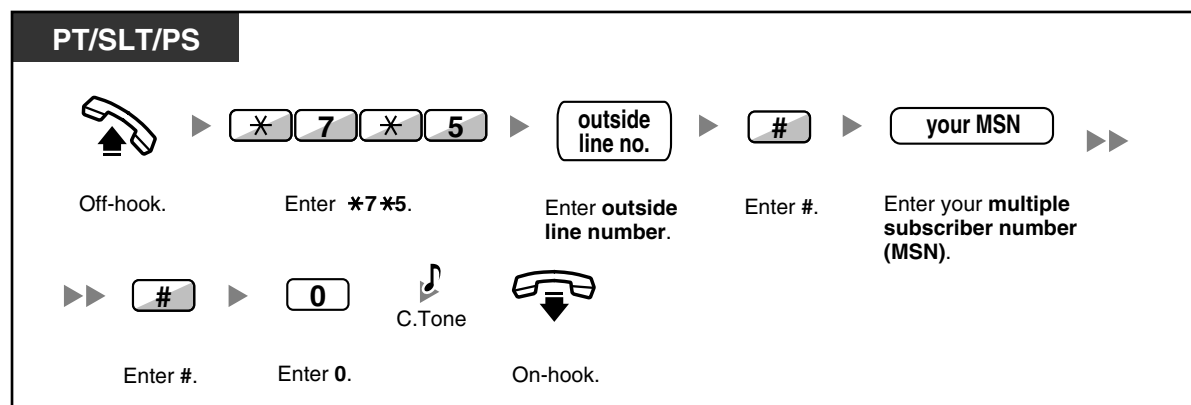 PT/SLT/PS
* 7 * 5
outside
line no.
#
your MSN
Off-hook.
Enter *7*5.
Enter outside
line number.
Enter #.
Enter your multiple
subscriber number
(MSN).
#
0
C.Tone
Enter #.
Enter 0.
On-hook.